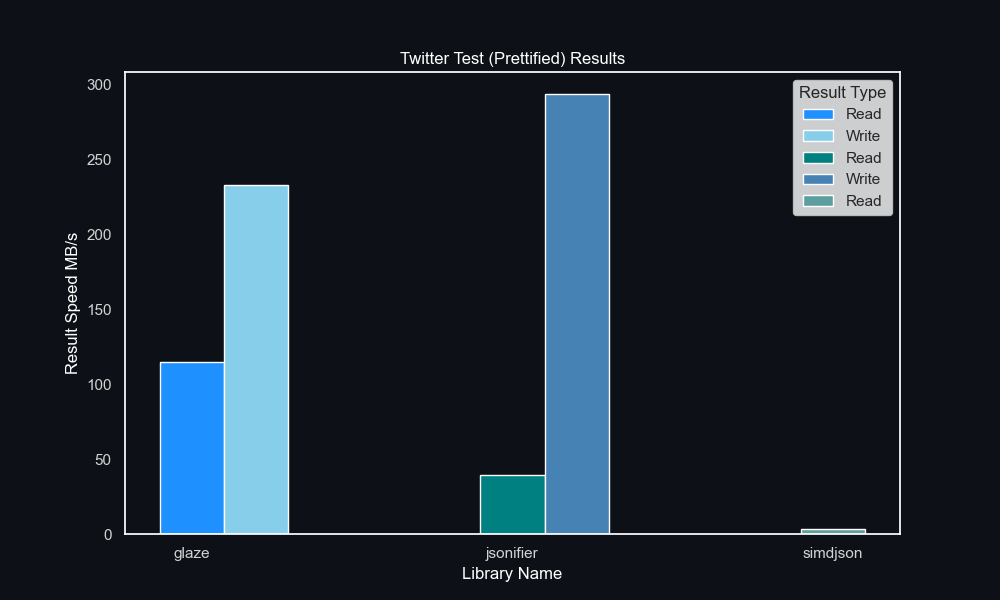 Twitter Test (Prettified) Results
Result Type
Read
Write
Read
Write
Read
300
250
200
150
100
50
0
Result Speed MB/s
glaze
jsonifier
simdjson
Library Name